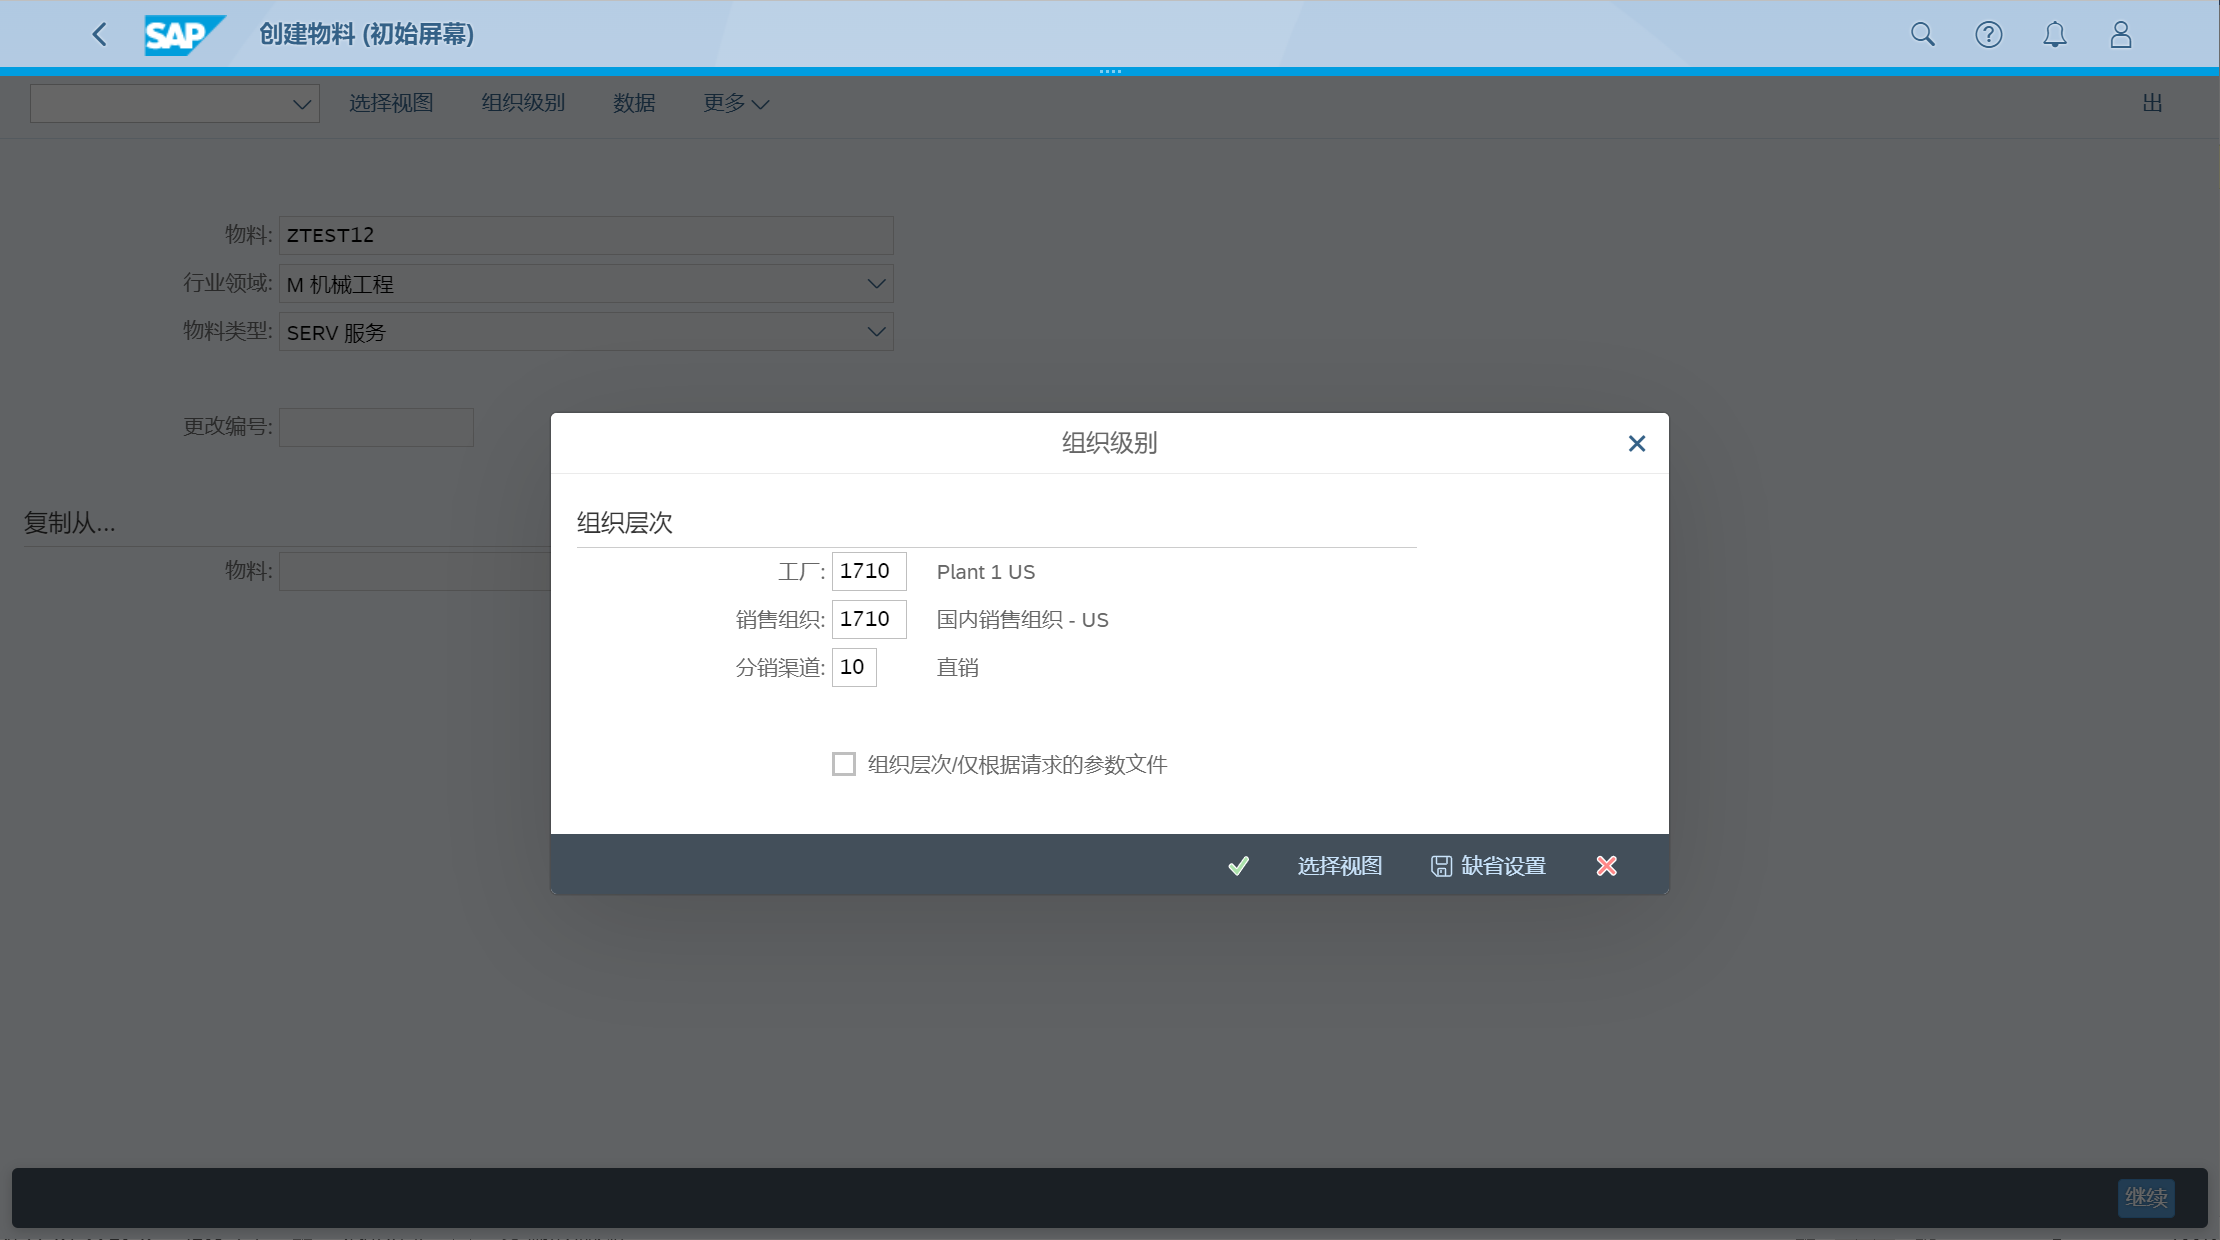 SAP 创建物料 (初始屏幕)
选择视图 组织级别 数据 更多 出
物料: ZTEST12
行业领域: M 机械工程
物料类型: SERV 服务
更改编号:
复制从...
物料:
组织级别
组织层次
工厂: 1710 Plant 1 US
销售组织: 1710 国内销售组织 - US
分销渠道: 10 直销
组织层次/仅根据请求的参数文件
选择视图 缺省设置
继续